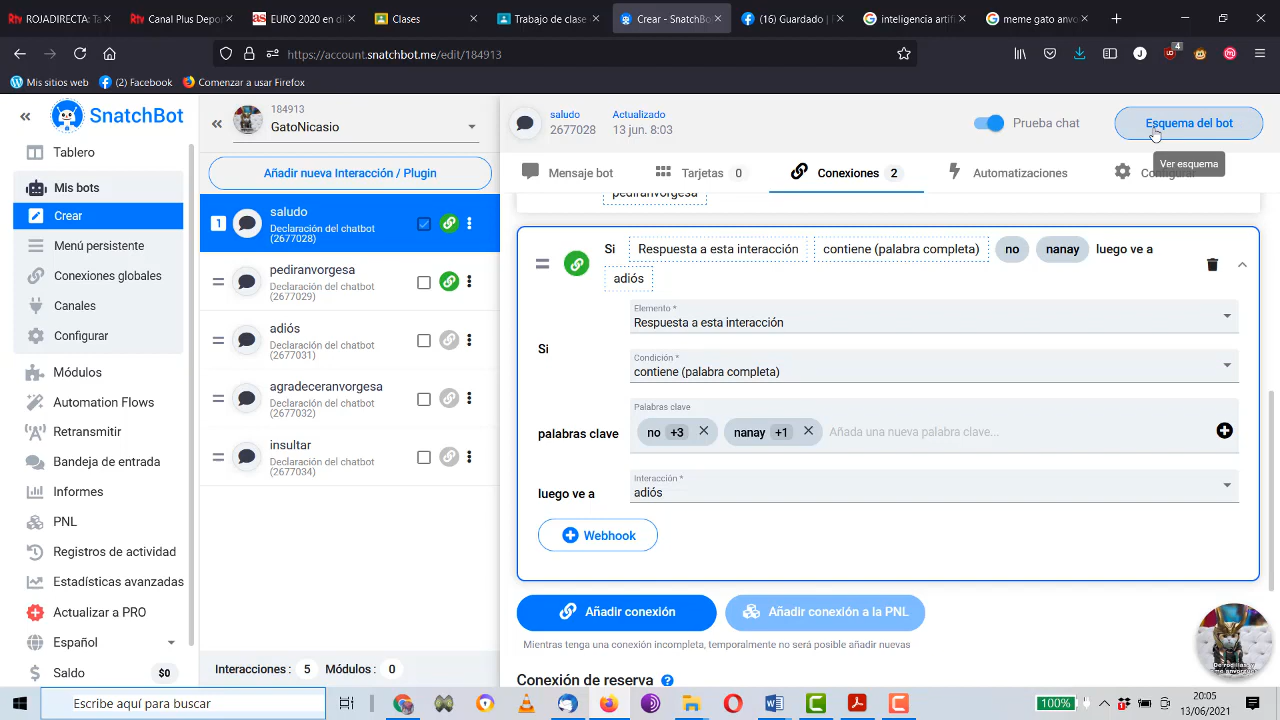 ROJADIRECTA: Ta
Canal Plus Depor
EURO 2020 en di
Clases
Trabajo de clase
Crear - SnatchBo
(16) Guardado |
inteligencia artifi
meme gato anvo
https://account.snatchbot.me/edit/184913
Mis sitios web
(2) Facebook
Comenzar a usar Firefox
SnatchBot
Tablero
Mis bots
Crear
Menú persistente
Conexiones globales
Canales
Configurar
Módulos
Automation Flows
Retransmitir
Bandeja de entrada
Informes
PNL
Registros de actividad
Estadísticas avanzadas
Actualizar a PRO
Español
Saldo $0
184913
GatoNicasio
Añadir nueva Interacción / Plugin
1 saludo
Declaración del chatbot
(2677028)
pediranvorgesa
Declaración del chatbot
(2677029)
adiós
Declaración del chatbot
(2677031)
agradeceranvorgesa
Declaración del chatbot
(2677032)
insultar
Declaración del chatbot
(2677034)
Interacciones : 5 Módulos : 0
saludo
2677028
Actualizado
13 jun. 8:03
Prueba chat
Esquema del bot
Ver esquema
Mensaje bot
Tarjetas 0
Conexiones 2
Automatizaciones
Configurar
pediranvorgesa
Si Respuesta a esta interacción contiene (palabra completa) no nanay luego ve a
adiós
Si
Elemento *
Respuesta a esta interacción
Condición *
contiene (palabra completa)
palabras clave
Palabras clave
no +3 nanay +1 Añada una nueva palabra clave...
luego ve a
Interacción *
adiós
Webhook
Añadir conexión
Añadir conexión a la PNL
Mientras tenga una conexión incompleta, temporalmente no será posible añadir nuevas
Conexión de reserva
Escribe aquí para buscar
100%
20:05
13/06/2021